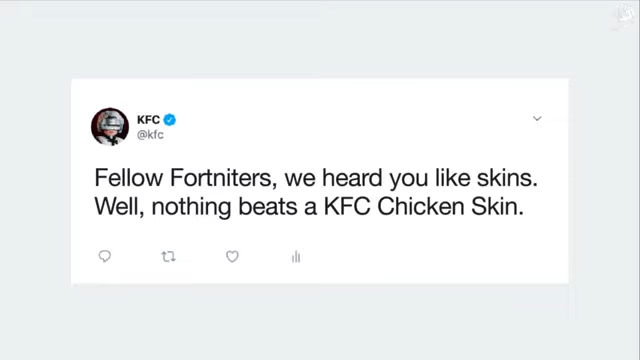 KFC
@kfc
Fellow Fortniters, we heard you like skins.
Well, nothing beats a KFC Chicken Skin.